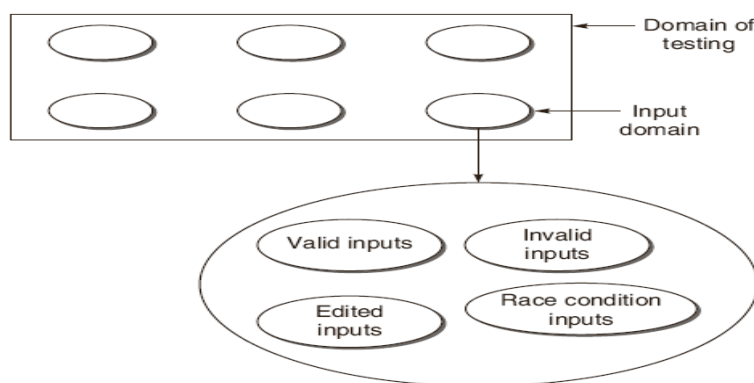 Domain of
testing
Input
domain
Valid inputs
Invalid
inputs
Edited
inputs
Race condition
inputs